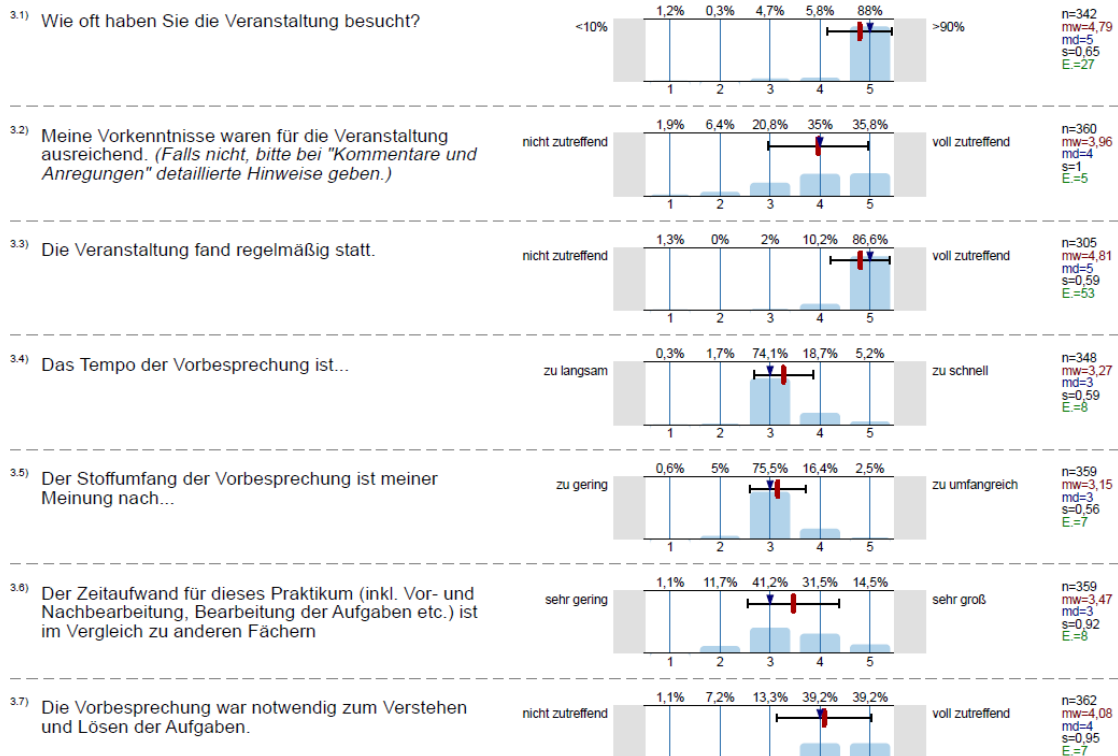 3.1) Wie oft haben Sie die Veranstaltung besucht?
<10%
1,2% 0,3% 4,7% 5,8% 88%
1 2 3 4 5
>90%
n=342
mw=4,79
md=5
s=0,65
E.=27
3.2) Meine Vorkenntnisse waren für die Veranstaltung
ausreichend. (Falls nicht, bitte bei "Kommentare und
Anregungen" detaillierte Hinweise geben.)
nicht zutreffend
1,9% 6,4% 20,8% 35% 35,8%
1 2 3 4 5
voll zutreffend
n=360
mw=3,96
md=4
s=1
E.=5
3.3) Die Veranstaltung fand regelmäßig statt.
nicht zutreffend
1,3% 0% 2% 10,2% 86,6%
1 2 3 4 5
voll zutreffend
n=305
mw=4,81
md=5
s=0,59
E.=53
3.4) Das Tempo der Vorbesprechung ist...
zu langsam
0,3% 1,7% 74,1% 18,7% 5,2%
1 2 3 4 5
zu schnell
n=348
mw=3,27
md=3
s=0,59
E.=8
3.5) Der Stoffumfang der Vorbesprechung ist meiner
Meinung nach...
zu gering
0,6% 5% 75,5% 16,4% 2,5%
1 2 3 4 5
zu umfangreich
n=359
mw=3,15
md=3
s=0,56
E.=7
3.6) Der Zeitaufwand für dieses Praktikum (inkl. Vor- und
Nachbearbeitung, Bearbeitung der Aufgaben etc.) ist
im Vergleich zu anderen Fächern
sehr gering
1,1% 11,7% 41,2% 31,5% 14,5%
1 2 3 4 5
sehr groß
n=359
mw=3,47
md=3
s=0,92
E.=8
3.7) Die Vorbesprechung war notwendig zum Verstehen
und Lösen der Aufgaben.
nicht zutreffend
1,1% 7,2% 13,3% 39,2% 39,2%
voll zutreffend
n=362
mw=4,08
md=4
s=0,95
E.=7